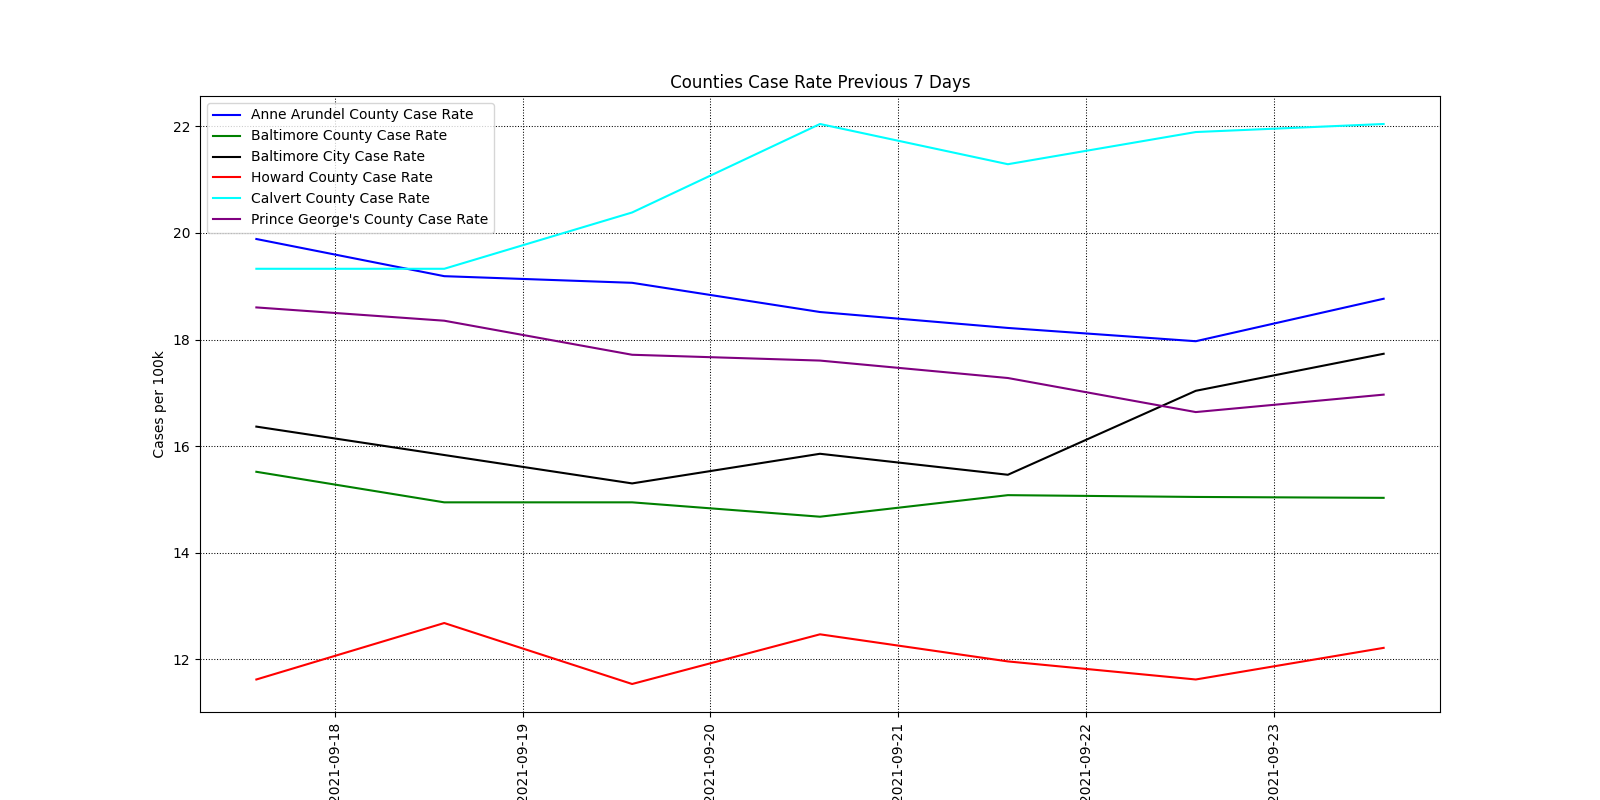 Counties Case Rate Previous 7 Days
Anne Arundel County Case Rate
Baltimore County Case Rate
Baltimore City Case Rate
Howard County Case Rate
Calvert County Case Rate
Prince George's County Case Rate
Cases per 100k
22
20
18
16
14
12
2021-09-18
2021-09-19
2021-09-20
2021-09-21
2021-09-22
2021-09-23